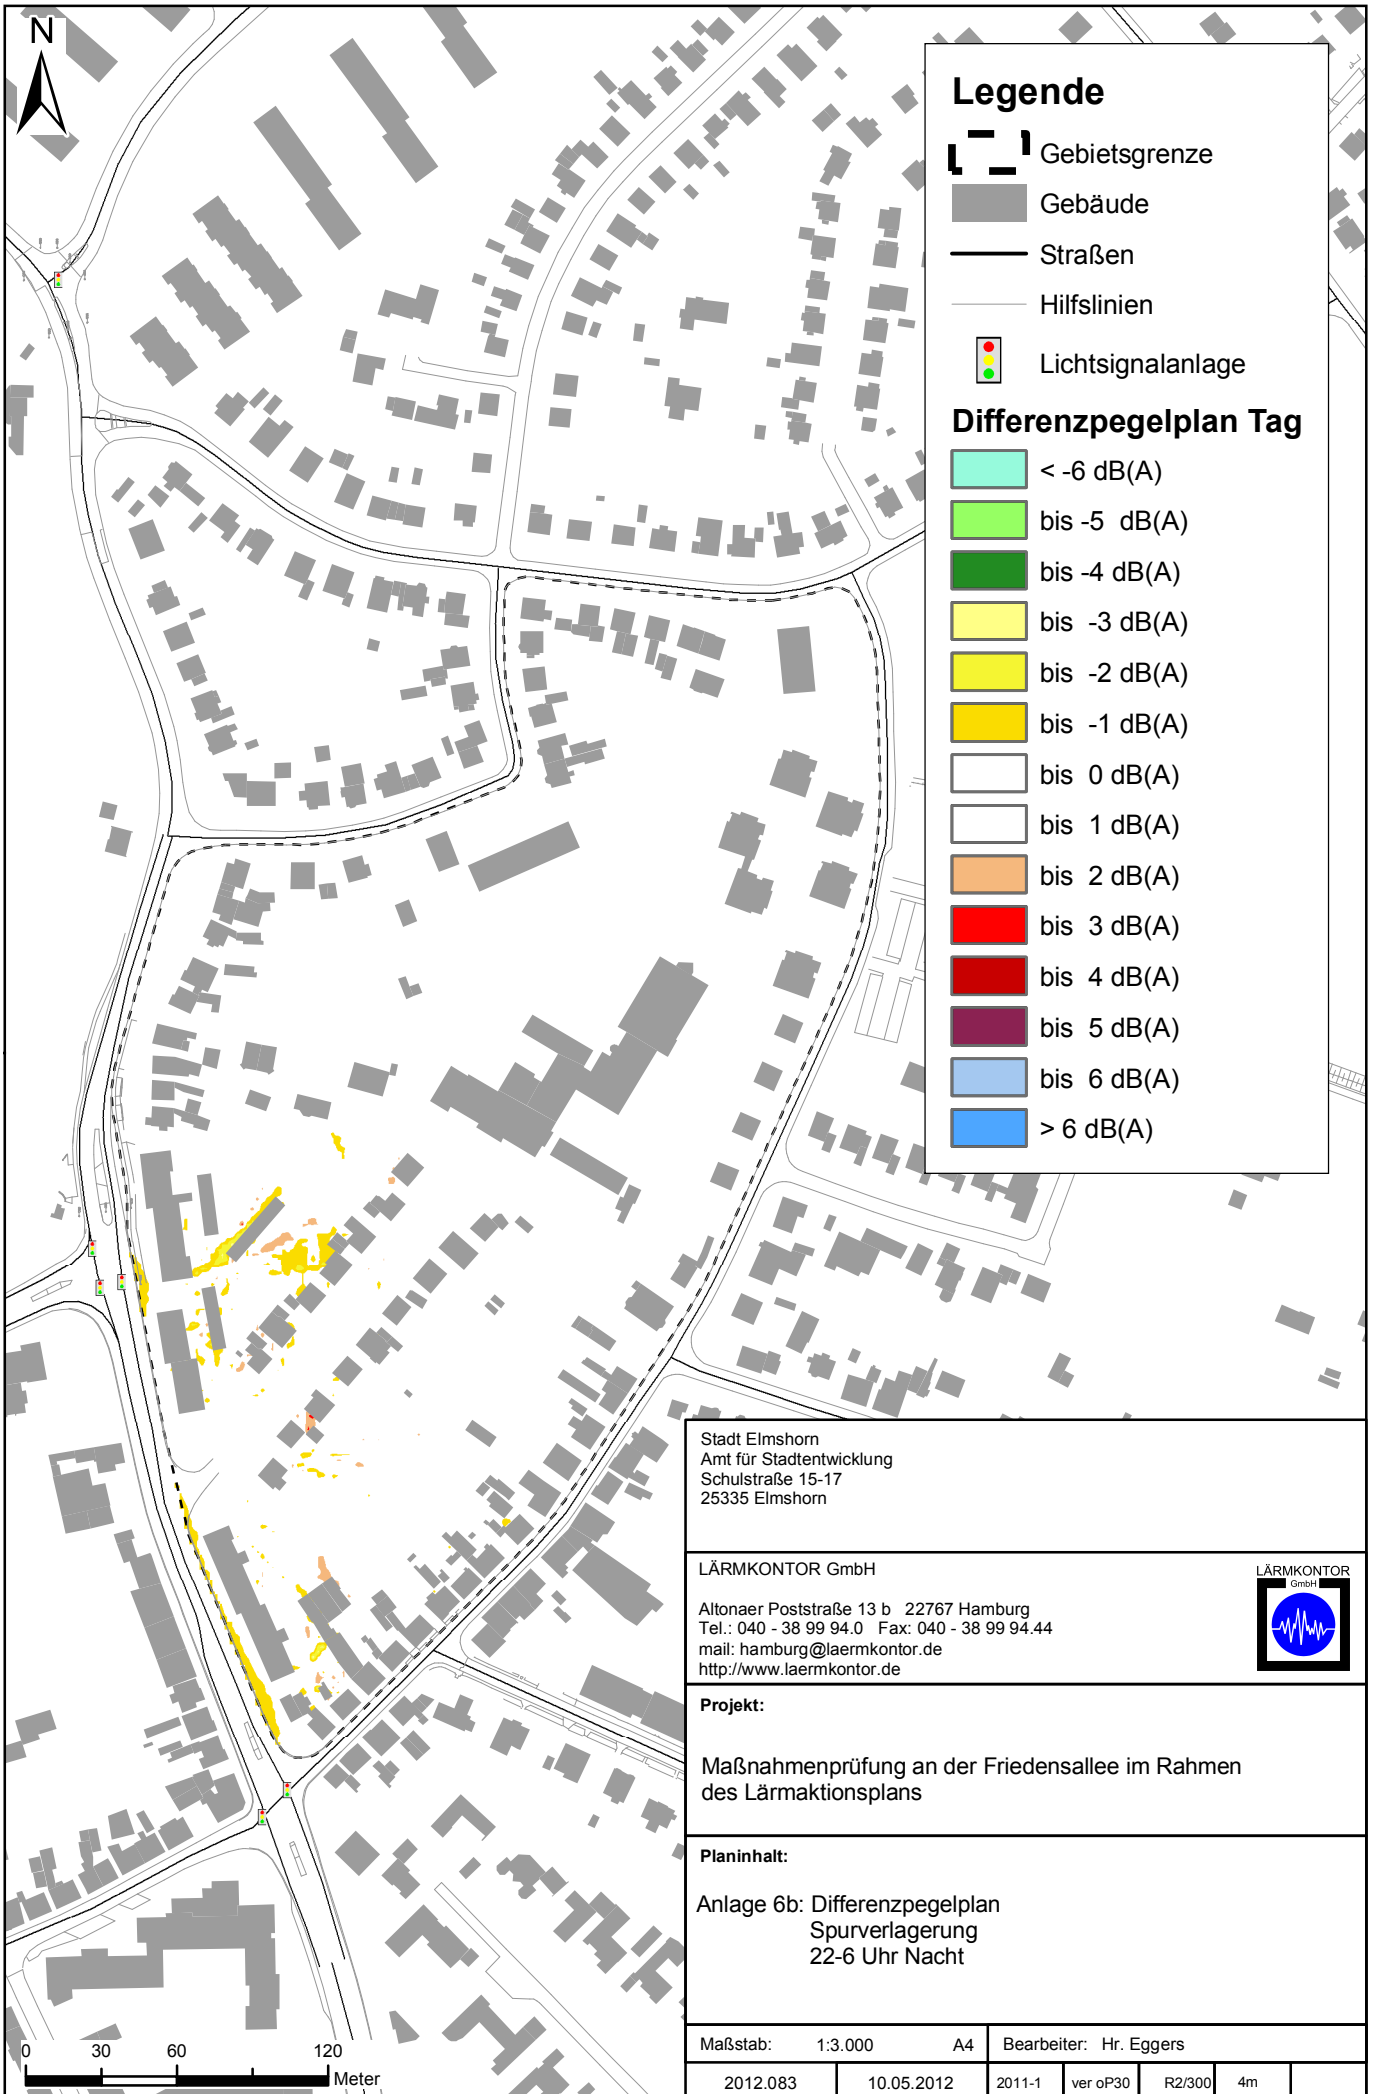 N
Legende
Gebietsgrenze
Gebäude
Straßen
Hilfslinien
Lichtsignalanlage
Differenzpegelplan Tag
< -6 dB(A)
bis -5 dB(A)
bis -4 dB(A)
bis -3 dB(A)
bis -2 dB(A)
bis -1 dB(A)
bis 0 dB(A)
bis 1 dB(A)
bis 2 dB(A)
bis 3 dB(A)
bis 4 dB(A)
bis 5 dB(A)
bis 6 dB(A)
> 6 dB(A)
Stadt Elmshorn
Amt für Stadtentwicklung
Schulstraße 15-17
25335 Elmshorn
LÄRMKONTOR GmbH
Altonaer Poststraße 13 b 22767 Hamburg
Tel.: 040 - 38 99 94.0 Fax: 040 - 38 99 94.44
mail: hamburg@laermkontor.de
http://www.laermkontor.de
LÄRMKONTOR
GmbH
Projekt:
Maßnahmenprüfung an der Friedensallee im Rahmen
des Lärmaktionsplans
Planinhalt:
Anlage 6b: Differenzpegelplan
Spurverlagerung
22-6 Uhr Nacht
Maßstab: 1:3.000 A4 Bearbeiter: Hr. Eggers
2012.083 10.05.2012 2011-1 ver oP30 R2/300 4m
0 30 60 120
Meter